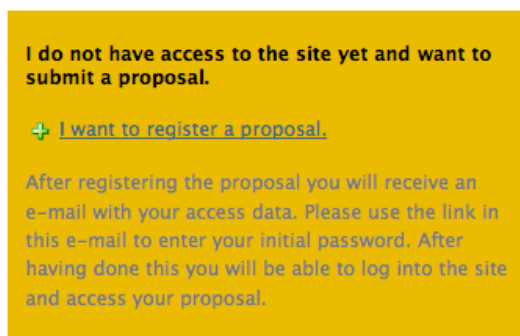 I do not have access to the site yet and want to
submit a proposal.
I want to register a proposal.
After registering the proposal you will receive an
e-mail with your access data. Please use the link in
this e-mail to enter your initial password. After
having done this you will be able to log into the site
and access your proposal.